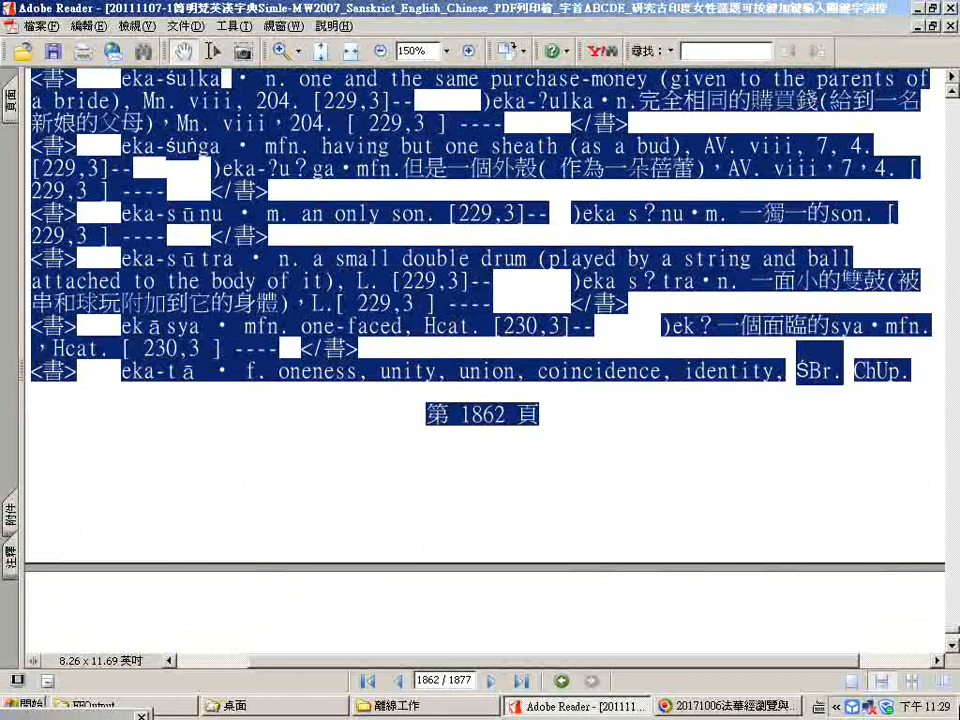 Adobe Reader - [20111107-1簡明梵英漢字典Simle-MW2007_Sanskrict_English_Chinese_PDF列印檔_字首ABCDE_研究古印度女性議題可按鍵加鍵輸入關鍵字詞搜
檔案(F) 編輯(E) 檢視(V) 文件(D) 工具(T) 視窗(W) 說明(H)
150% 尋找:
頁面
<書> eka-śulka • n. one and the same purchase-money (given to the parents of
a bride), Mn. viii, 204. [229,3]-- )eka-?ulka•n.完全相同的購買錢(給到一名
新娘的父母),Mn. viii,204. [ 229,3 ] ---- </書>
<書> eka-śuṅga • mfn. having but one sheath (as a bud), AV. viii, 7, 4.
[229,3]-- )eka-?u?ga•mfn.但是一個外殼( 作為一朵蓓蕾),AV. viii,7,4. [
229,3 ] ---- </書>
<書> eka-sūnu • m. an only son. [229,3]-- )eka s?nu•m. 一獨一的son. [
229,3 ] ---- </書>
<書> eka-sūtra • n. a small double drum (played by a string and ball
attached to the body of it), L. [229,3]-- )eka s?tra•n. 一面小的雙鼓(被
串和球玩附加到它的身體),L.[ 229,3 ] ---- </書>
<書> ekāsya • mfn. one-faced, Hcat. [230,3]-- )ek?一個面臨的sya•mfn.
,Hcat. [ 230,3 ] ---- </書>
<書> eka-tā • f. oneness, unity, union, coincidence, identity, ŚBr. ChUp.
第 1862 頁
附件
注釋
8.26 x 11.69 英吋
1862 / 1877
開始 FFOutput 桌面 離線工作 Adobe Reader - [201111... 20171006法華經瀏覽與... 下午 11:29